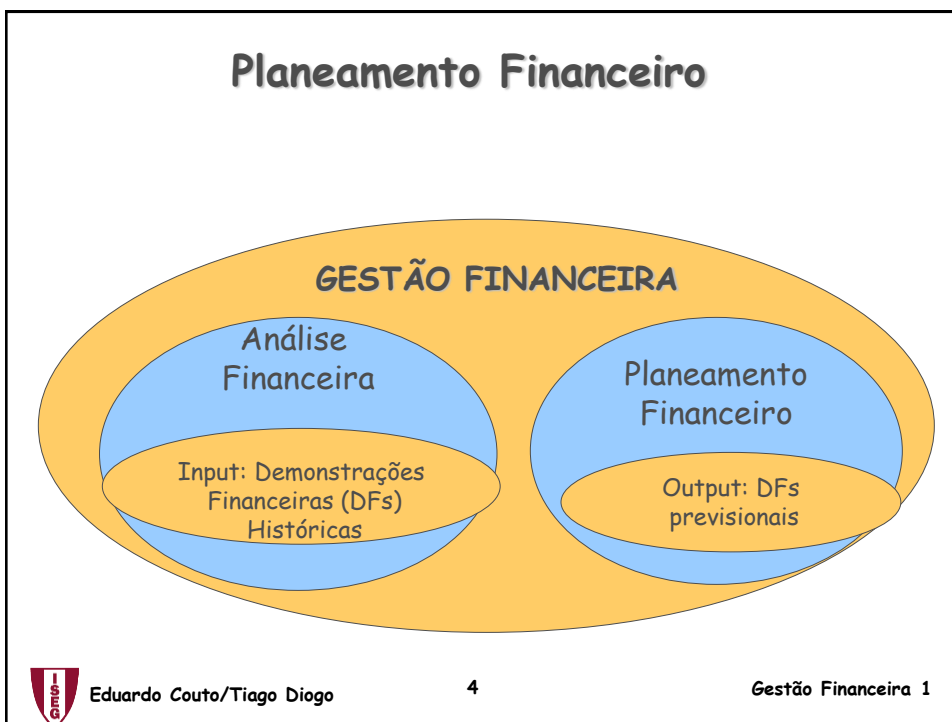 Planeamento Financeiro
GESTÃO FINANCEIRA
Análise
Financeira
Input: Demonstrações
Financeiras (DFs)
Históricas
Planeamento
Financeiro
Output: DFs
previsionais
ISEG
Eduardo Couto/Tiago Diogo
4
Gestão Financeira 1